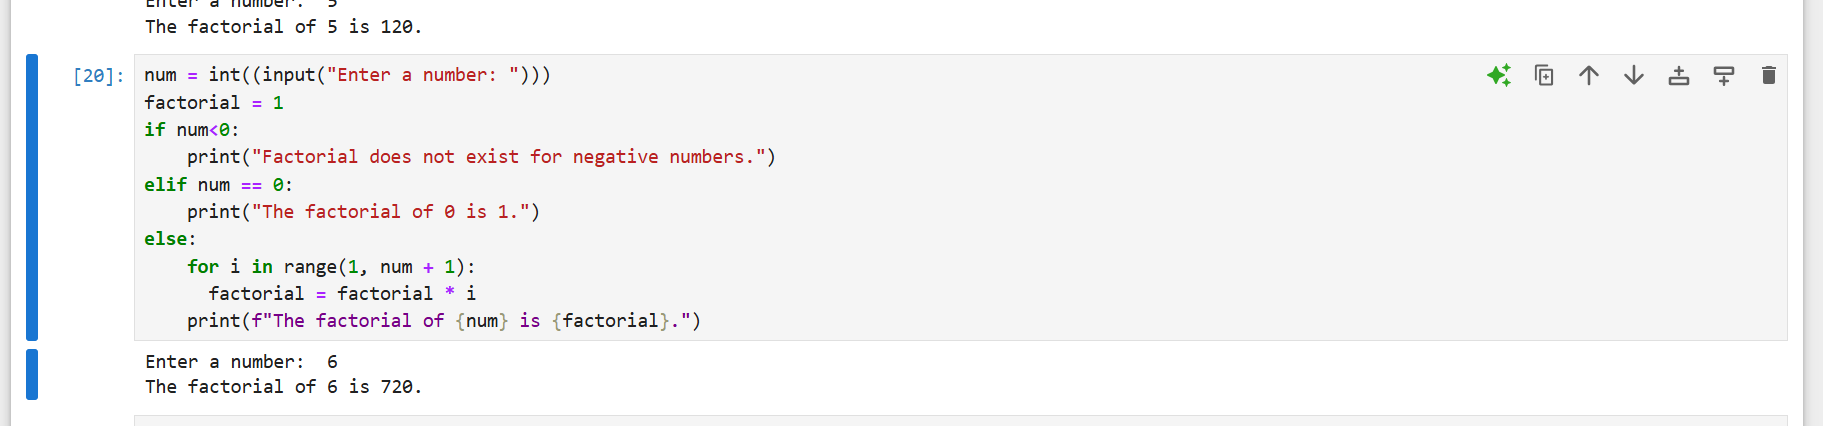 Enter a number:  5
The factorial of 5 is 120.
[20]: num = int((input("Enter a number: ")))
factorial = 1
if num<0:
    print("Factorial does not exist for negative numbers.")
elif num == 0:
    print("The factorial of 0 is 1.")
else:
    for i in range(1, num + 1):
      factorial = factorial * i
    print(f"The factorial of {num} is {factorial}.")
Enter a number:  6
The factorial of 6 is 720.